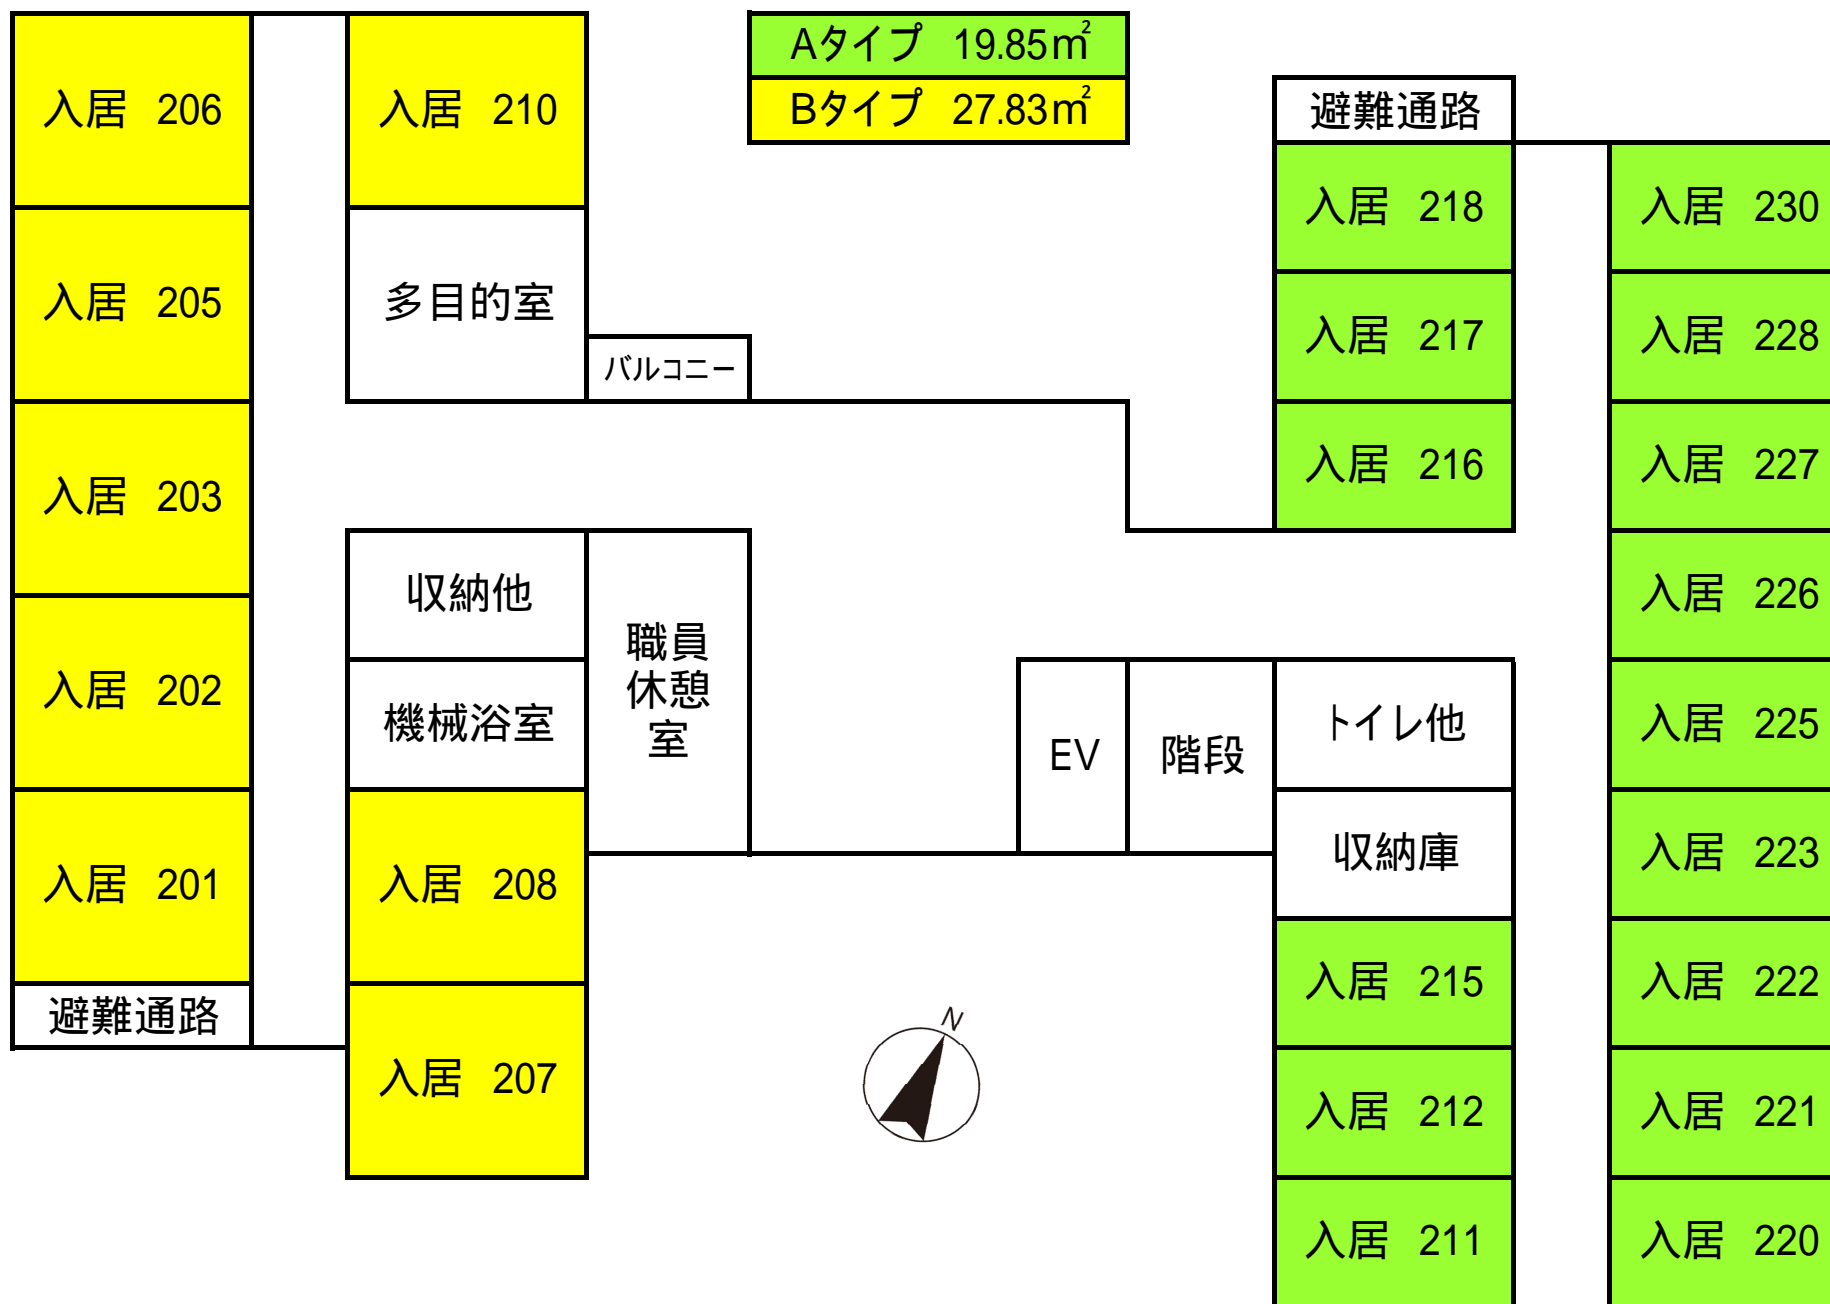 Aタイプ 19.85㎡
Bタイプ 27.83㎡
入居 206
入居 210
避難通路
入居 218
入居 230
入居 205
多目的室
バルコニー
入居 217
入居 228
入居 203
入居 216
入居 227
収納他
職員
休憩
室
入居 226
入居 202
機械浴室
EV
階段
トイレ他
入居 225
入居 201
入居 208
収納庫
入居 223
避難通路
入居 207
N
入居 215
入居 222
入居 212
入居 221
入居 211
入居 220